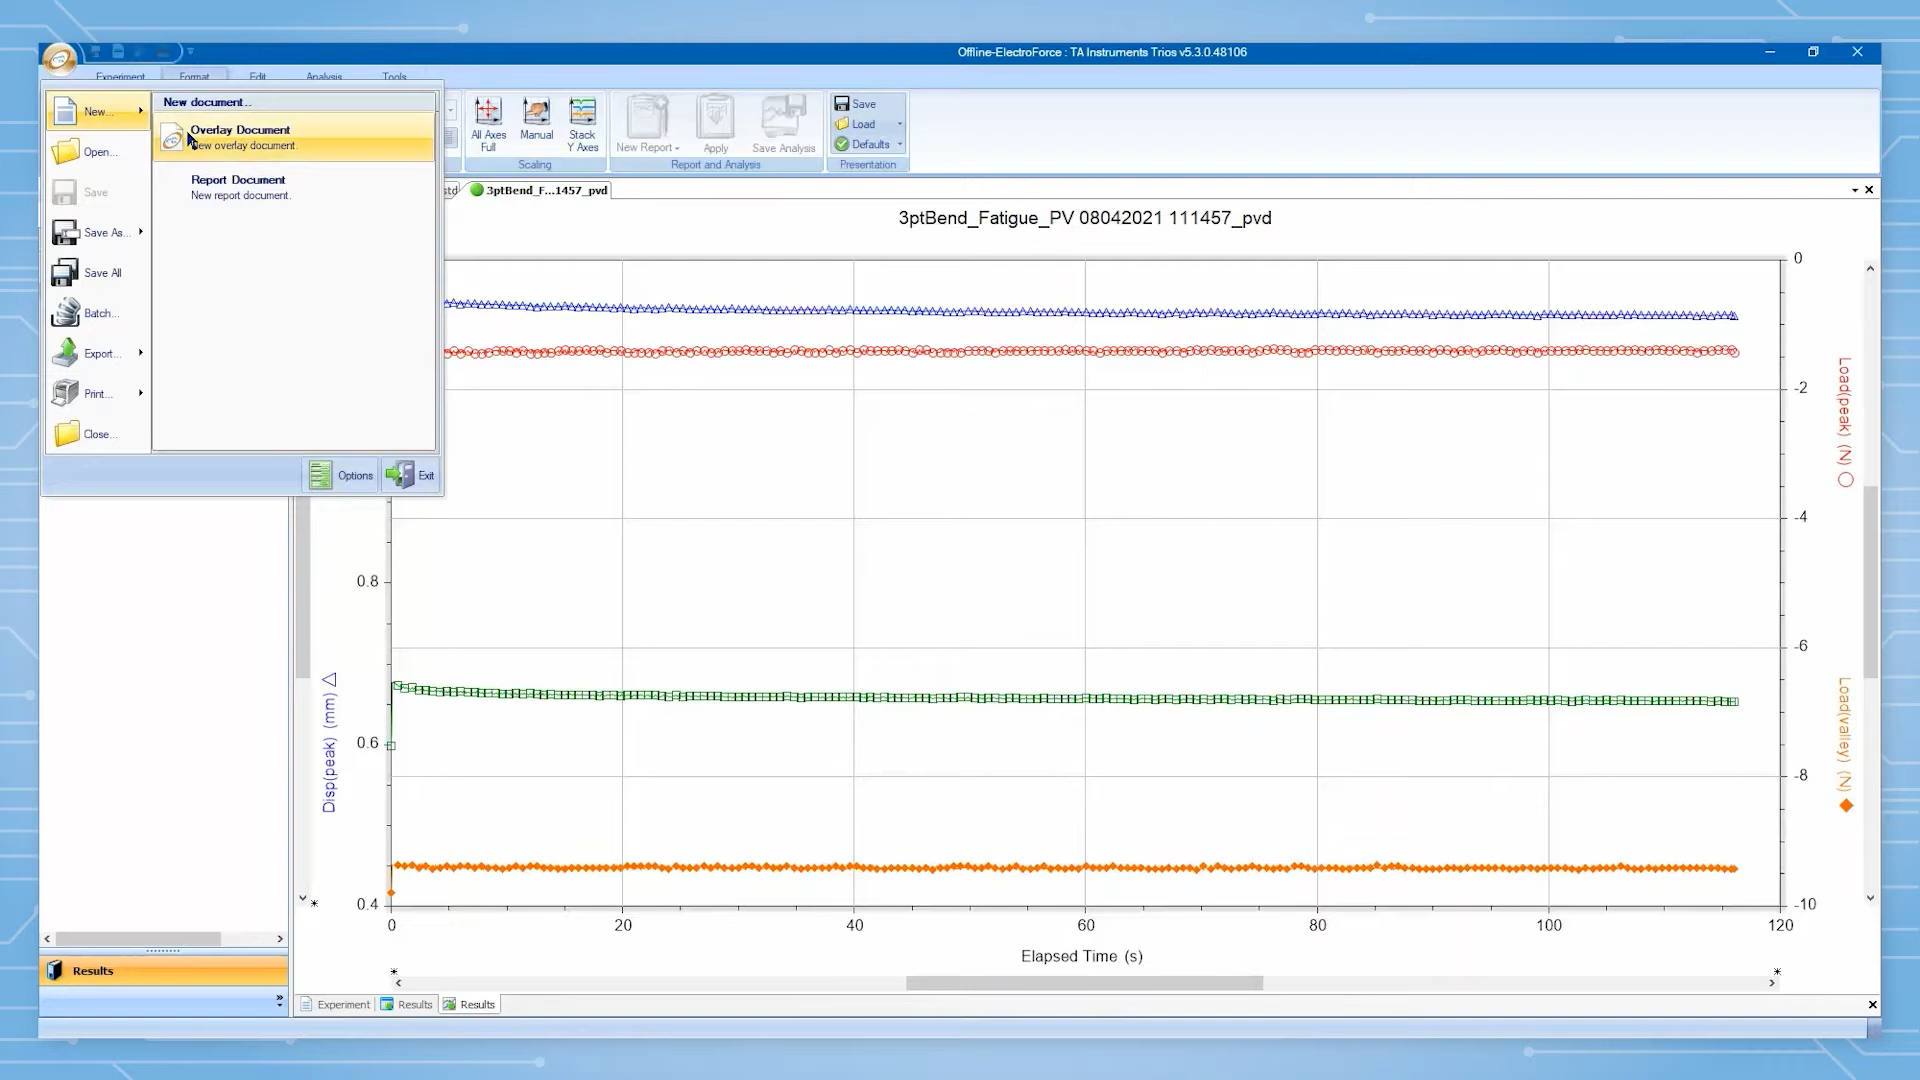 Offline-ElectroForce : TA Instruments Trios v5.3.0.48106
Experiment Format Edit Analysis Tools
New...
Open...
Save
Save As...
Save All
Batch...
Export...
Print...
Close...
New document...
Overlay Document
New overlay document.
Report Document
New report document.
Options
Exit
All Axes
Full
Manual
Stack
Y Axes
Scaling
New Report
Apply
Save Analysis
Report and Analysis
Save
Load
Defaults
Presentation
std
3ptBend_F...1457_pvd
3ptBend_Fatigue_PV 08042021 111457_pvd
0.8
0.6
0.4
Disp(peak) (mm)
0
-2
-4
-6
-8
-10
Load(peak) (N)
Load(valley) (N)
0 20 40 60 80 100 120
Elapsed Time (s)
Results
Experiment
Results
Results